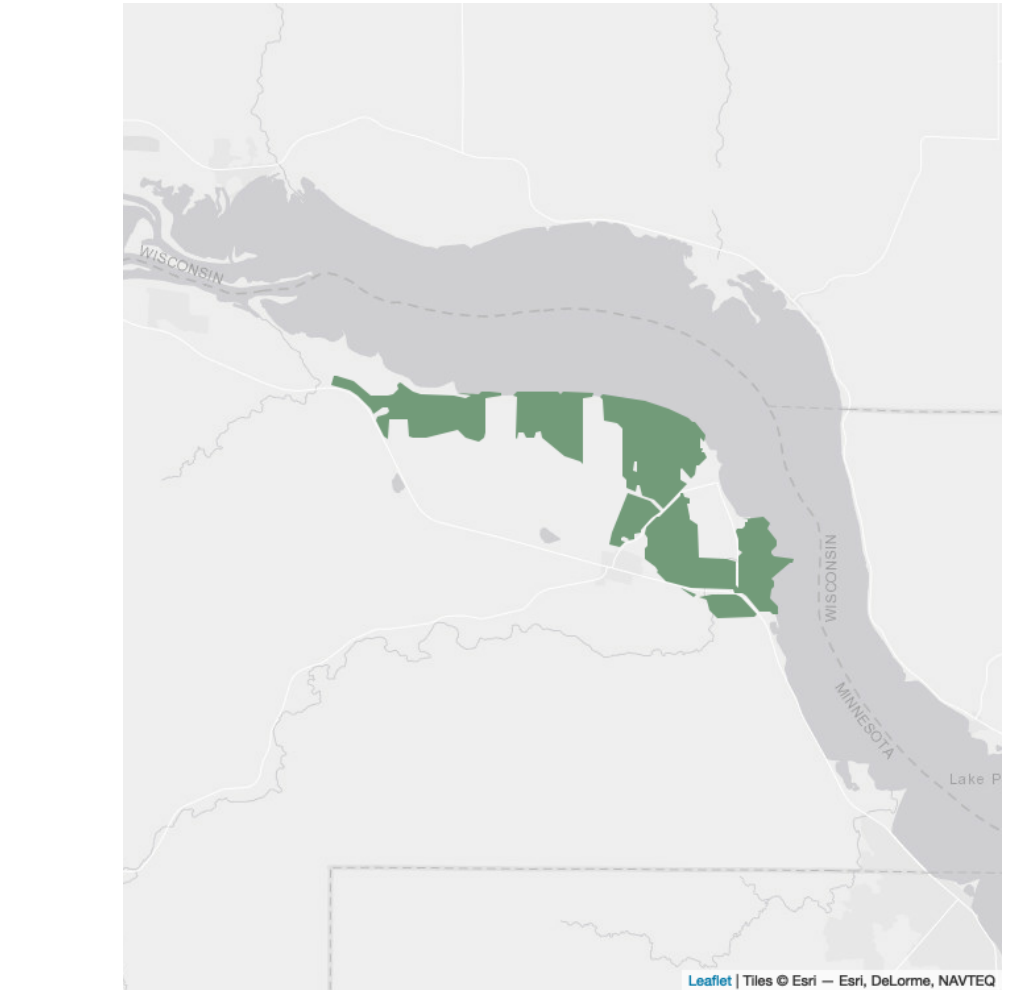 WISCONSIN
WISCONSIN
MINNESOTA
Lake P
Leaflet | Tiles © Esri — Esri, DeLorme, NAVTEQ